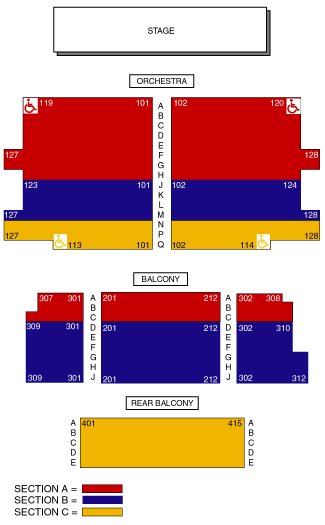 STAGE
ORCHESTRA
119 101 A 102 120
B
C
D
E
127 F 128
G
H
123 101 J 102 124
K
L
127 M 128
N
127 P 128
113 101 Q 102 114
BALCONY
307 301 A 201 212 A 302 308
B B
C C
309 301 D D 302 310
E E
F F
G G
H H
309 301 J 201 212 J 302 312
REAR BALCONY
A 401 415 A
B B
C C
D D
E E
SECTION A =
SECTION B =
SECTION C =